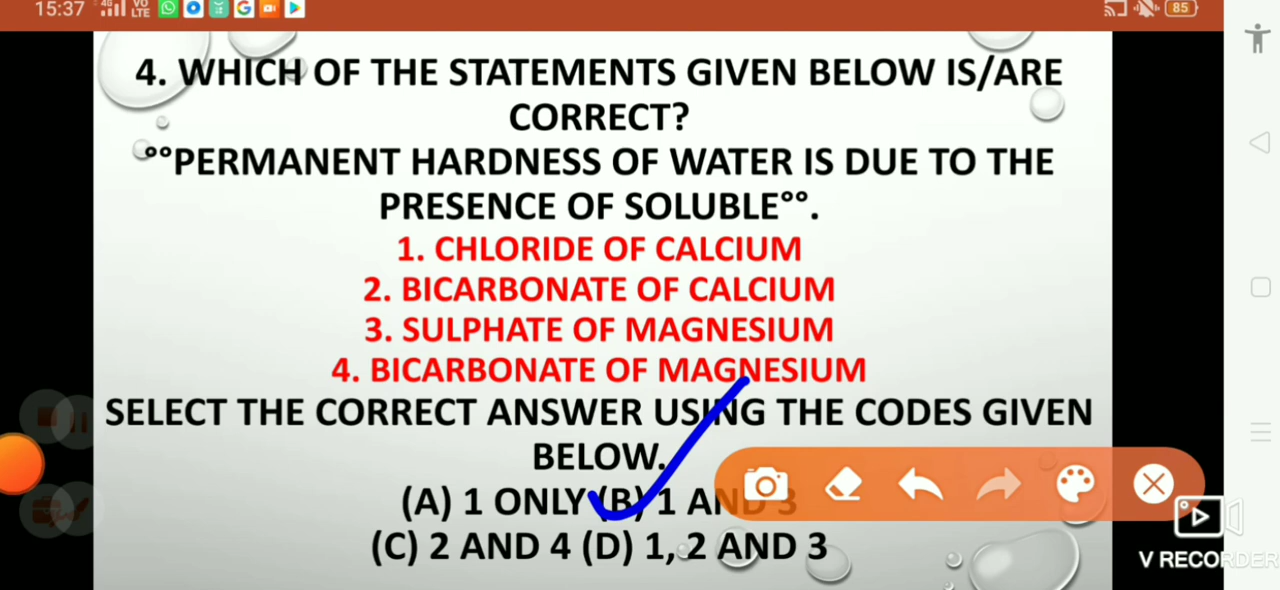 15:37 4G VO LTE 85
4. WHICH OF THE STATEMENTS GIVEN BELOW IS/ARE
CORRECT?
°°PERMANENT HARDNESS OF WATER IS DUE TO THE
PRESENCE OF SOLUBLE°°.
1. CHLORIDE OF CALCIUM
2. BICARBONATE OF CALCIUM
3. SULPHATE OF MAGNESIUM
4. BICARBONATE OF MAGNESIUM
SELECT THE CORRECT ANSWER USING THE CODES GIVEN
BELOW.
(A) 1 ONLY (B) 1 AND 3
(C) 2 AND 4 (D) 1, 2 AND 3
V RECORDER